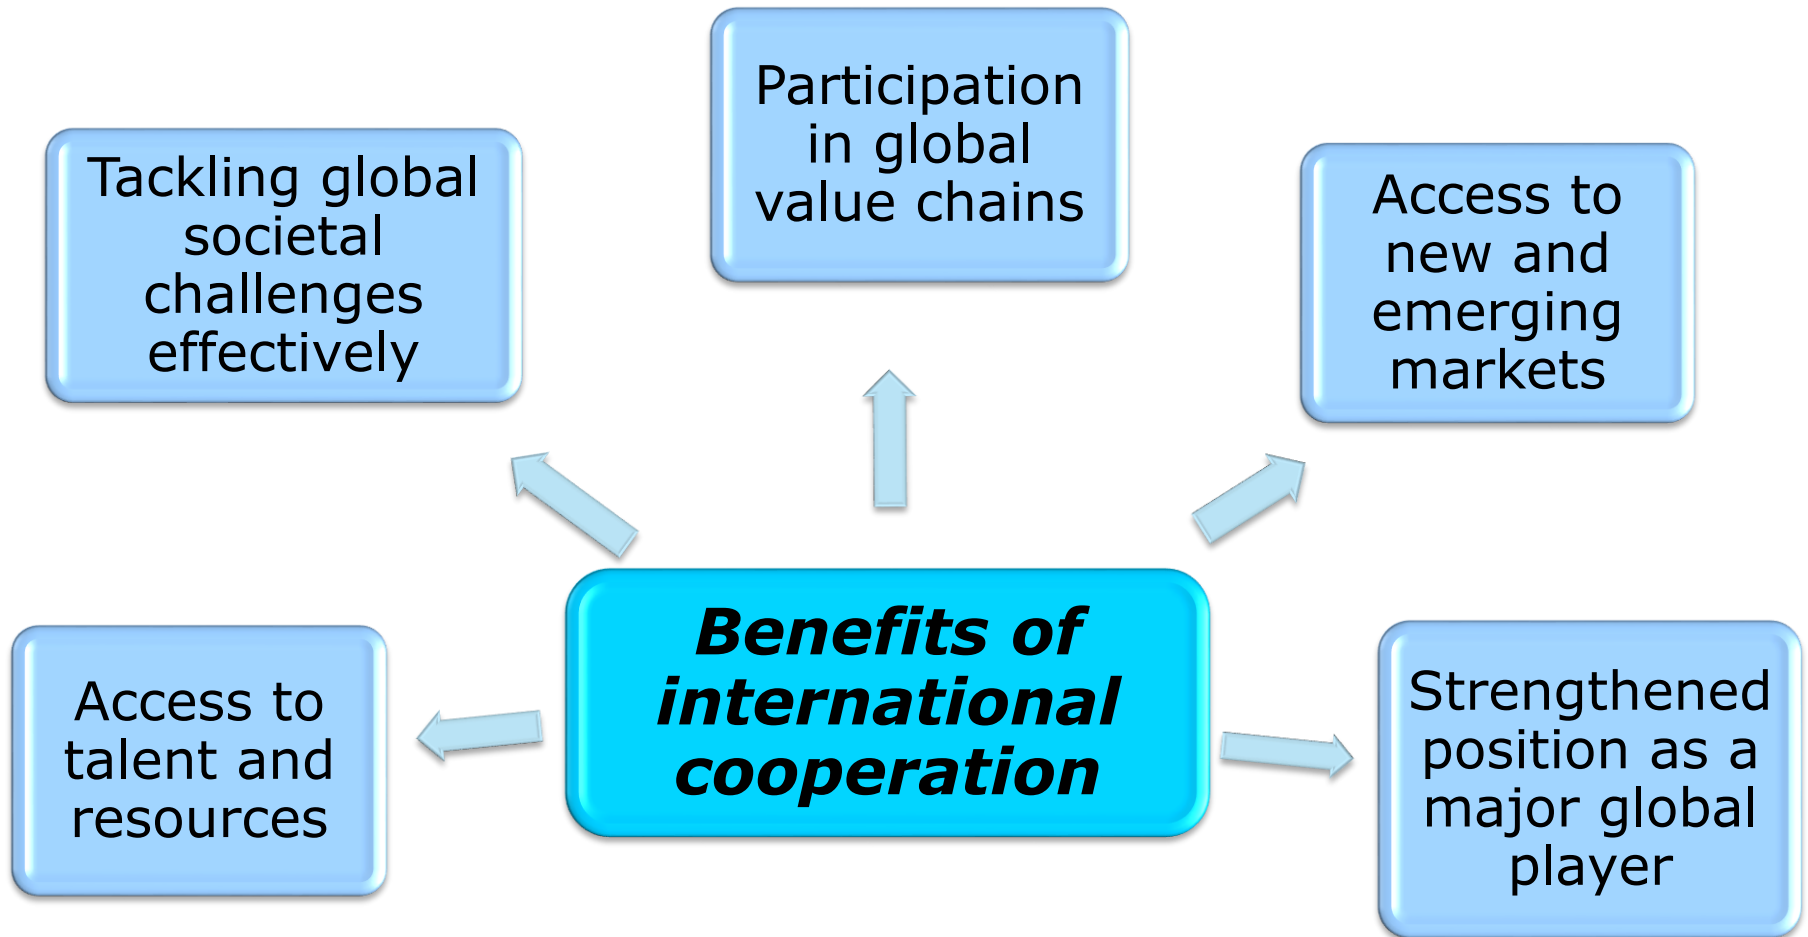 Participation
in global
value chains
Tackling global
societal
challenges
effectively
Access to
new and
emerging
markets
Benefits of
international
cooperation
Access to
talent and
resources
Strengthened
position as a
major global
player